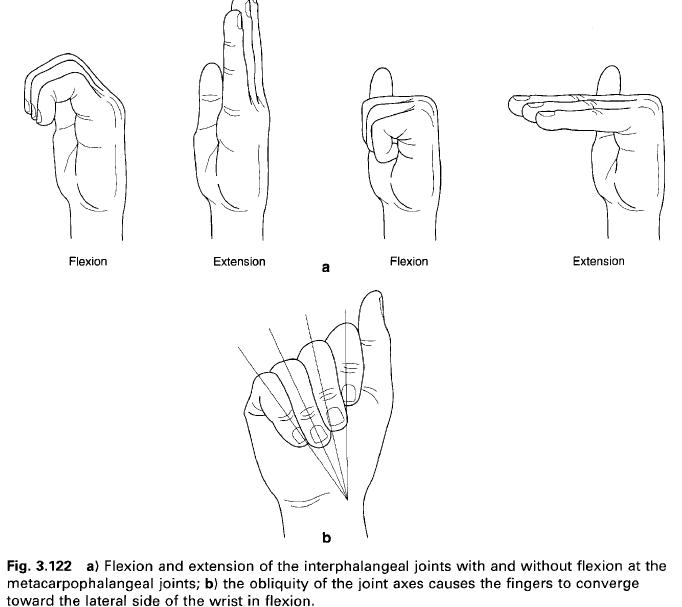 Flexion
Extension
a
Flexion
Extension
b
Fig. 3.122 a) Flexion and extension of the interphalangeal joints with and without flexion at the
metacarpophalangeal joints; b) the obliquity of the joint axes causes the fingers to converge
toward the lateral side of the wrist in flexion.